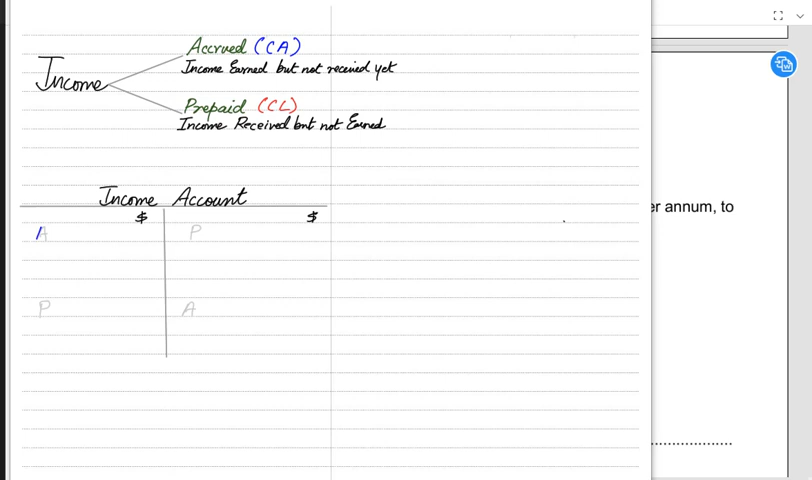 Accrued (CA)
Income Earned but not received yet
Income
Prepaid (CL)
Income Received but not Earned
Income Account
$ $
A P
P A
er annum, to
....................